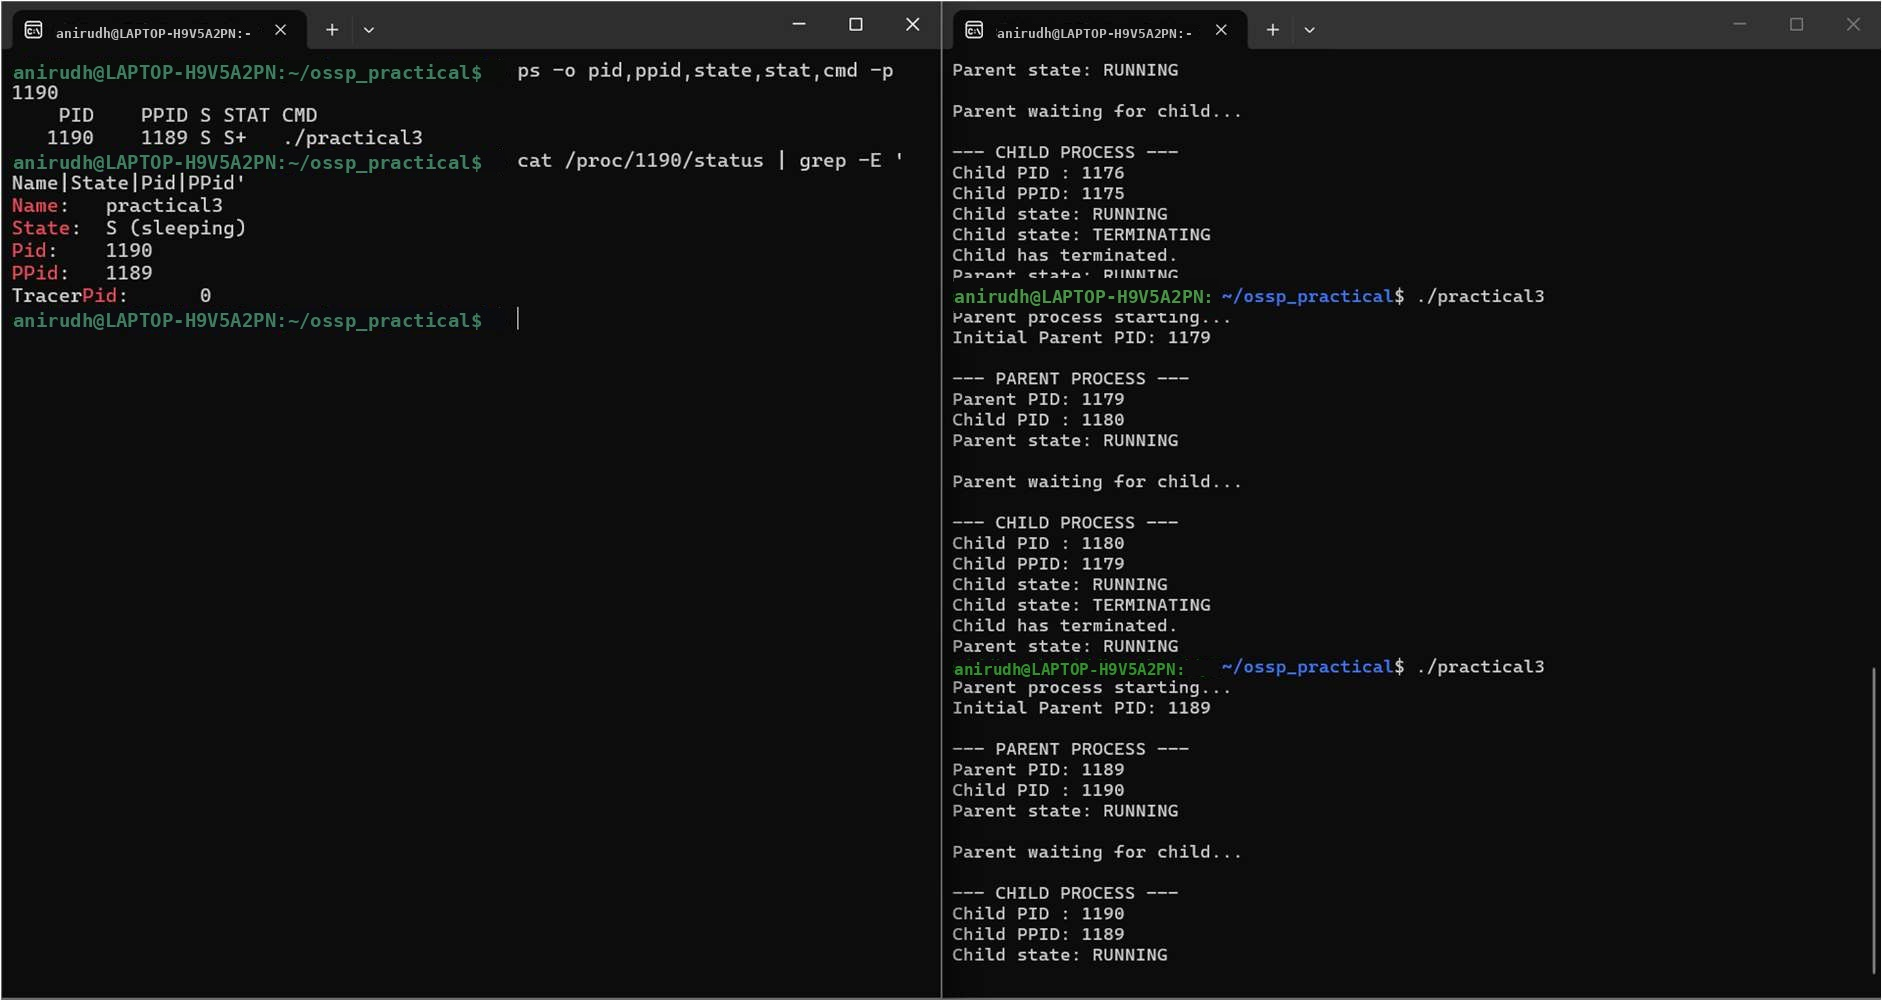 anirudh@LAPTOP-H9V5A2PN:-
anirudh@LAPTOP-H9V5A2PN:~/ossp_practical$ ps -o pid,ppid,state,stat,cmd -p
1190
PID PPID S STAT CMD
1190 1189 S S+ ./practical3
anirudh@LAPTOP-H9V5A2PN:~/ossp_practical$ cat /proc/1190/status | grep -E '
Name|State|Pid|PPid'
Name: practical3
State: S (sleeping)
Pid: 1190
PPid: 1189
TracerPid: 0
anirudh@LAPTOP-H9V5A2PN:~/ossp_practical$
anirudh@LAPTOP-H9V5A2PN:-
Parent state: RUNNING
Parent waiting for child...
--- CHILD PROCESS ---
Child PID : 1176
Child PPID: 1175
Child state: RUNNING
Child state: TERMINATING
Child has terminated.
Parent state: RUNNING
anirudh@LAPTOP-H9V5A2PN: ~/ossp_practical$ ./practical3
Parent process starting...
Initial Parent PID: 1179
--- PARENT PROCESS ---
Parent PID: 1179
Child PID : 1180
Parent state: RUNNING
Parent waiting for child...
--- CHILD PROCESS ---
Child PID : 1180
Child PPID: 1179
Child state: RUNNING
Child state: TERMINATING
Child has terminated.
Parent state: RUNNING
anirudh@LAPTOP-H9V5A2PN: ~/ossp_practical$ ./practical3
Parent process starting...
Initial Parent PID: 1189
--- PARENT PROCESS ---
Parent PID: 1189
Child PID : 1190
Parent state: RUNNING
Parent waiting for child...
--- CHILD PROCESS ---
Child PID : 1190
Child PPID: 1189
Child state: RUNNING